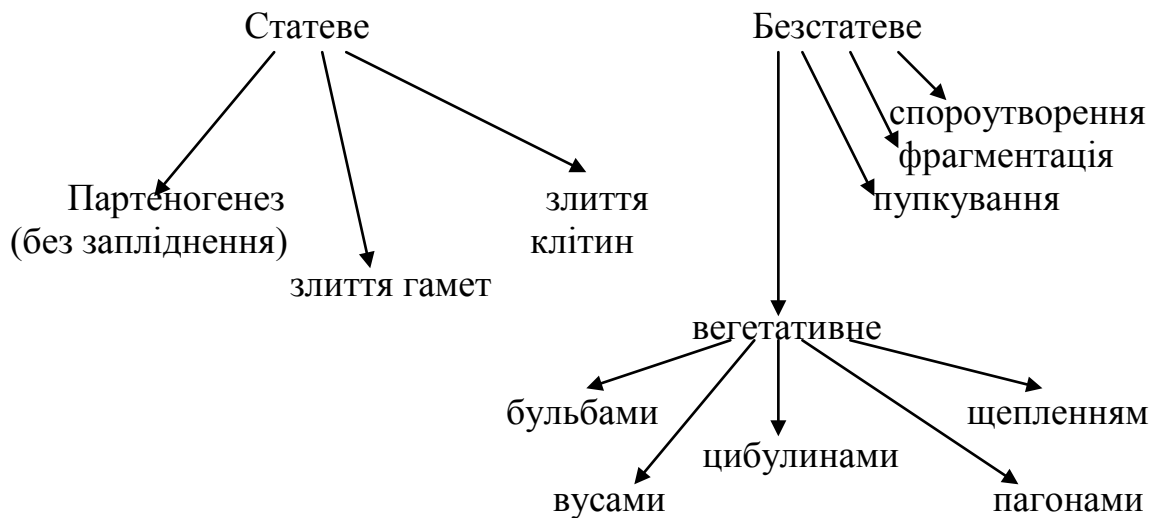 Статеве
Безстатеве
спороутворення
фрагментація
Партеногенез
(без запліднення)
злиття
клітин
пупкування
злиття гамет
вегетативне
бульбами
щепленням
цибулинами
вусами
пагонами